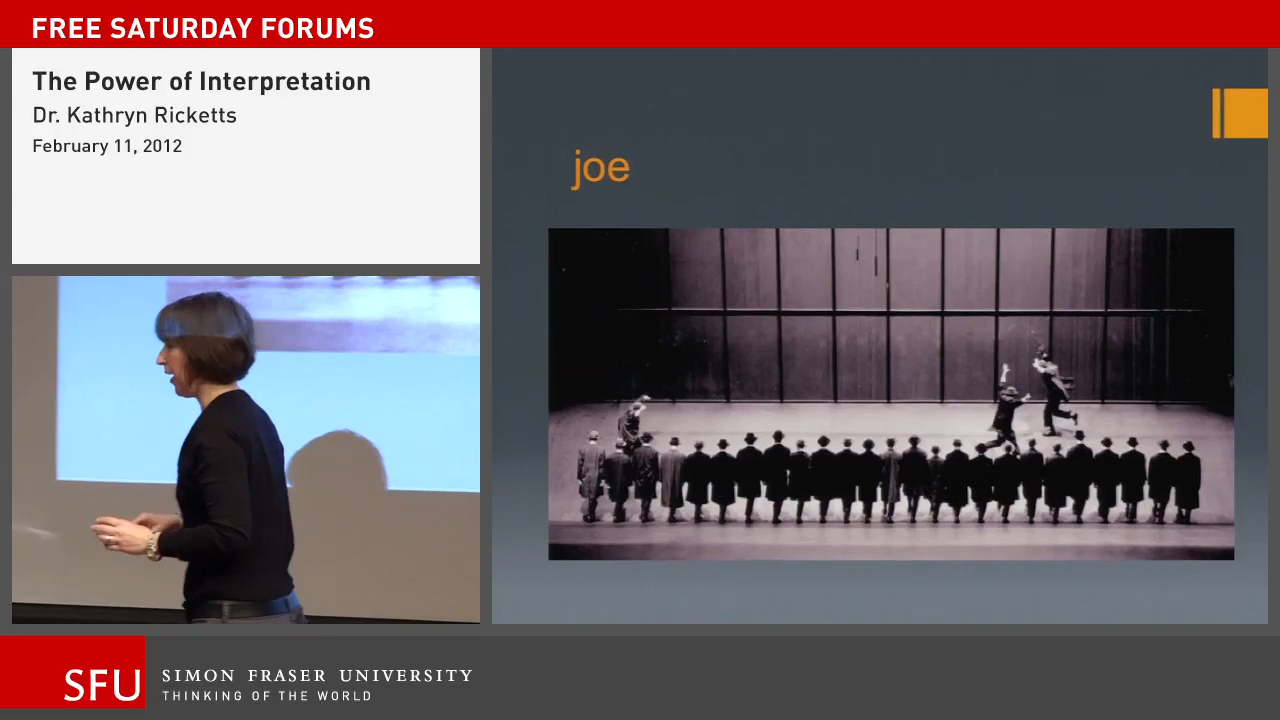 FREE SATURDAY FORUMS
The Power of Interpretation
Dr. Kathryn Ricketts
February 11, 2012
joe
SFU
SIMON FRASER UNIVERSITY
THINKING OF THE WORLD